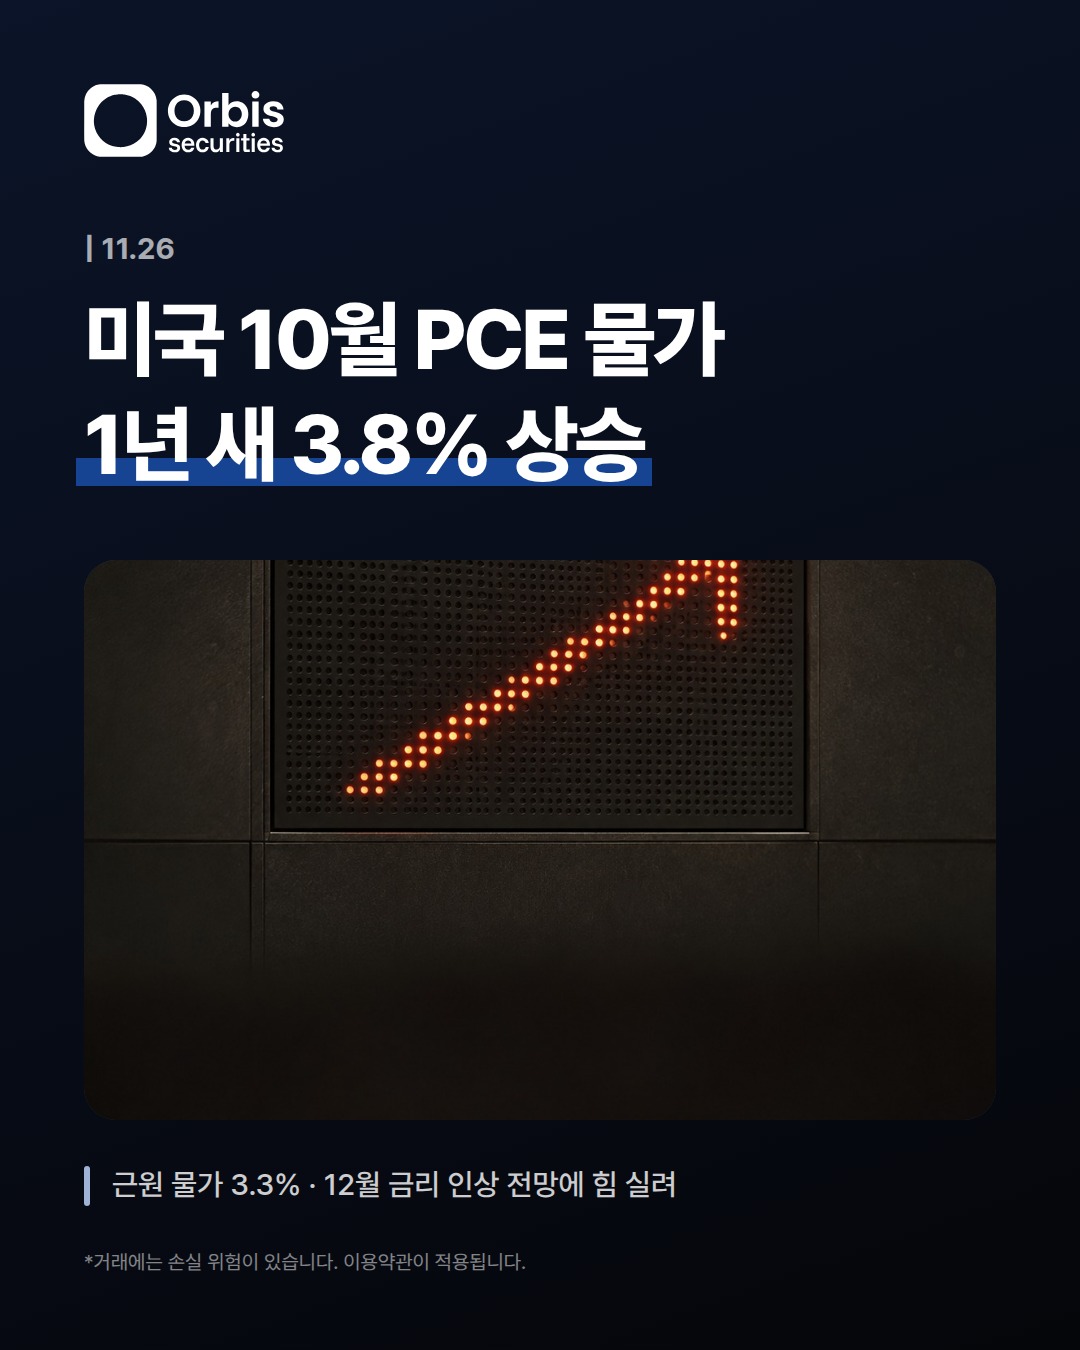 Orbis
securities
| 11.26
미국 10월 PCE 물가
1년 새 3.8% 상승
근원 물가 3.3% · 12월 금리 인상 전망에 힘 실려
*거래에는 손실 위험이 있습니다. 이용약관이 적용됩니다.